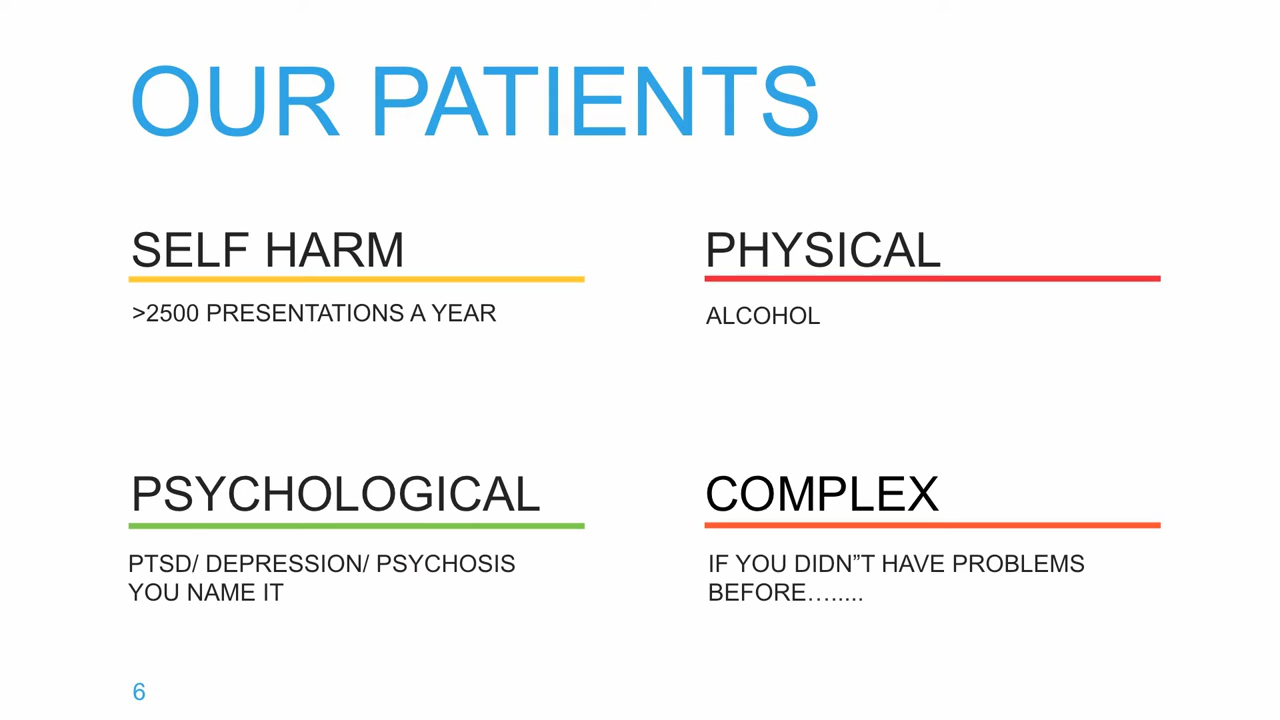 OUR PATIENTS
SELF HARM
>2500 PRESENTATIONS A YEAR
PHYSICAL
ALCOHOL
PSYCHOLOGICAL
PTSD/ DEPRESSION/ PSYCHOSIS
YOU NAME IT
COMPLEX
IF YOU DIDN”T HAVE PROBLEMS
BEFORE….....
6